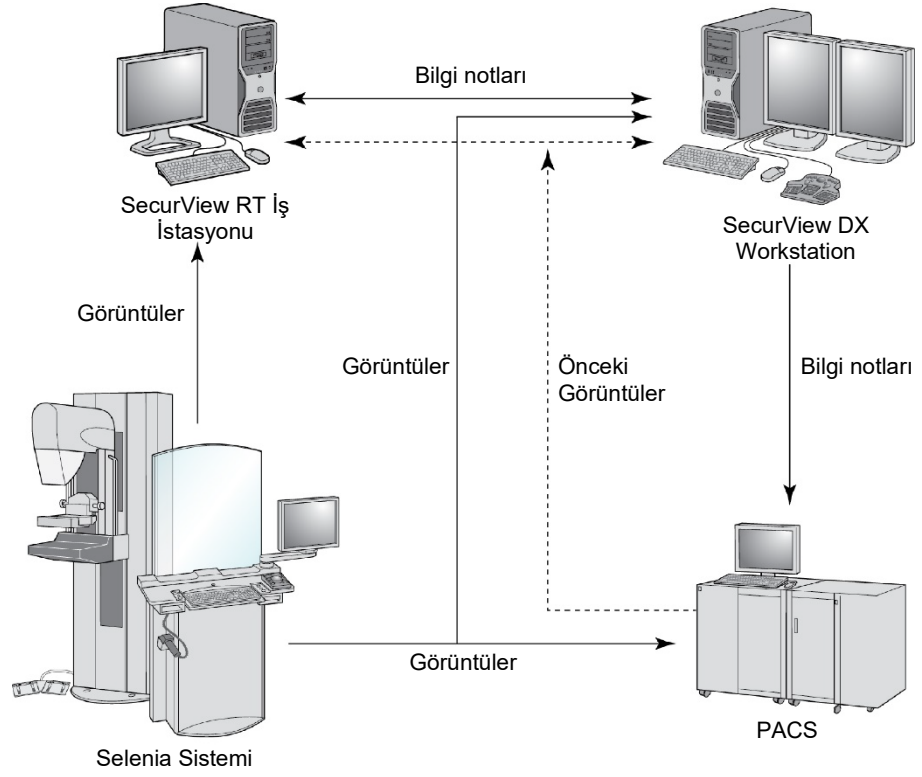 Bilgi notları
SecurView RT İş
İstasyonu
SecurView DX
Workstation
Görüntüler
Görüntüler
Önceki
Görüntüler
Bilgi notları
Görüntüler
PACS
Selenia Sistemi